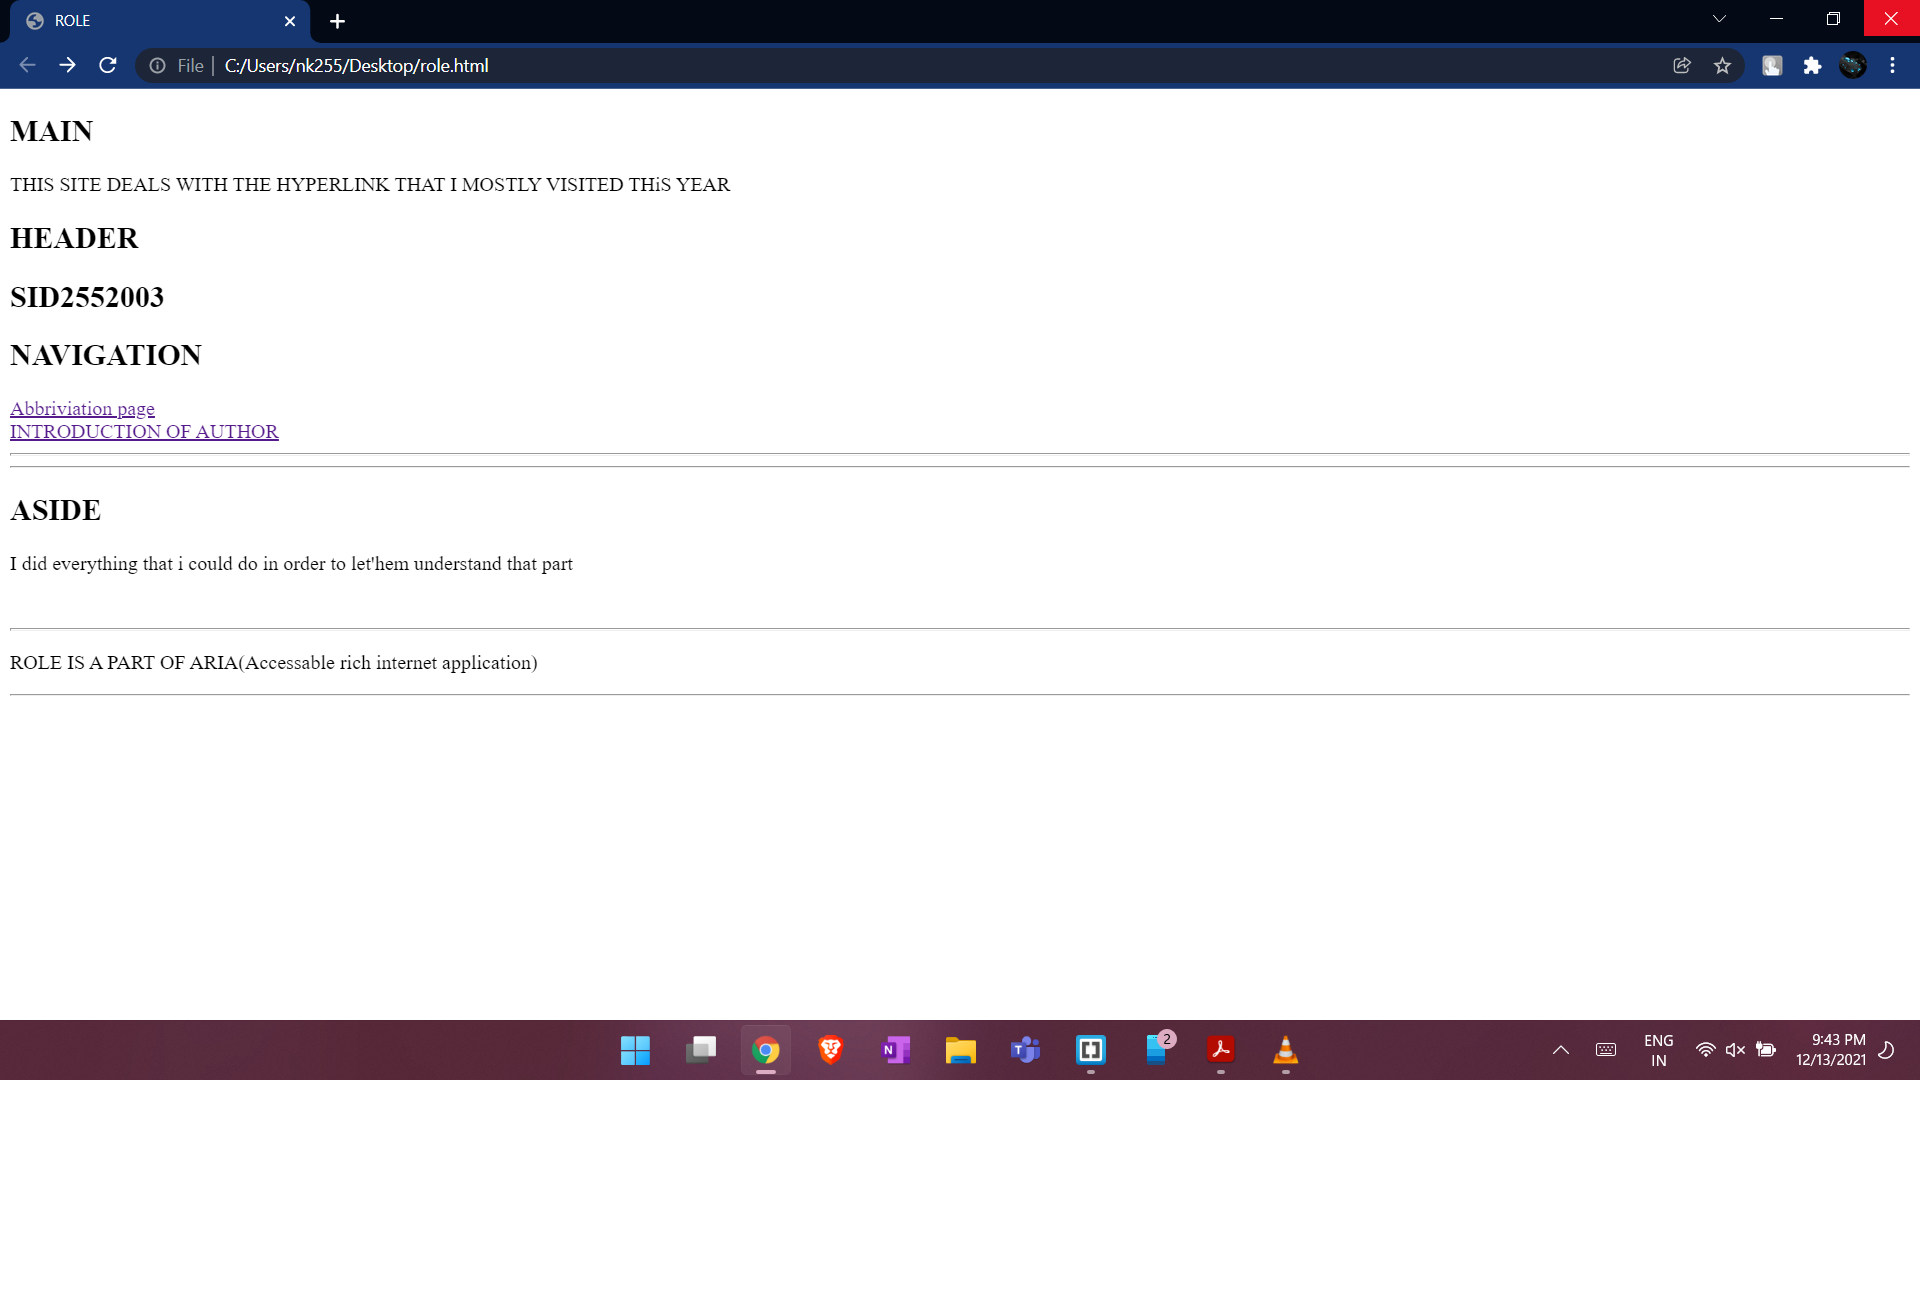 ROLE
File | C:/Users/nk255/Desktop/role.html
MAIN
THIS SITE DEALS WITH THE HYPERLINK THAT I MOSTLY VISITED THiS YEAR
HEADER
SID2552003
NAVIGATION
Abbriviation page
INTRODUCTION OF AUTHOR
ASIDE
I did everything that i could do in order to let'hem understand that part
ROLE IS A PART OF ARIA(Accessable rich internet application)
N
T
2
ENG
IN
9:43 PM
12/13/2021